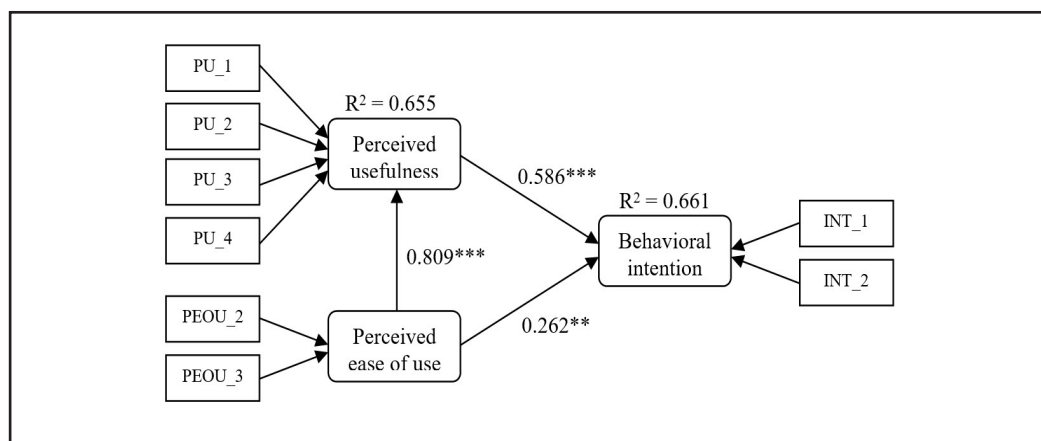 PU_1
PU_2
PU_3
PU_4
R² = 0.655
Perceived
usefulness
0.586***
R² = 0.661
Behavioral
intention
INT_1
INT_2
0.809***
PEOU_2
PEOU_3
Perceived
ease of use
0.262**